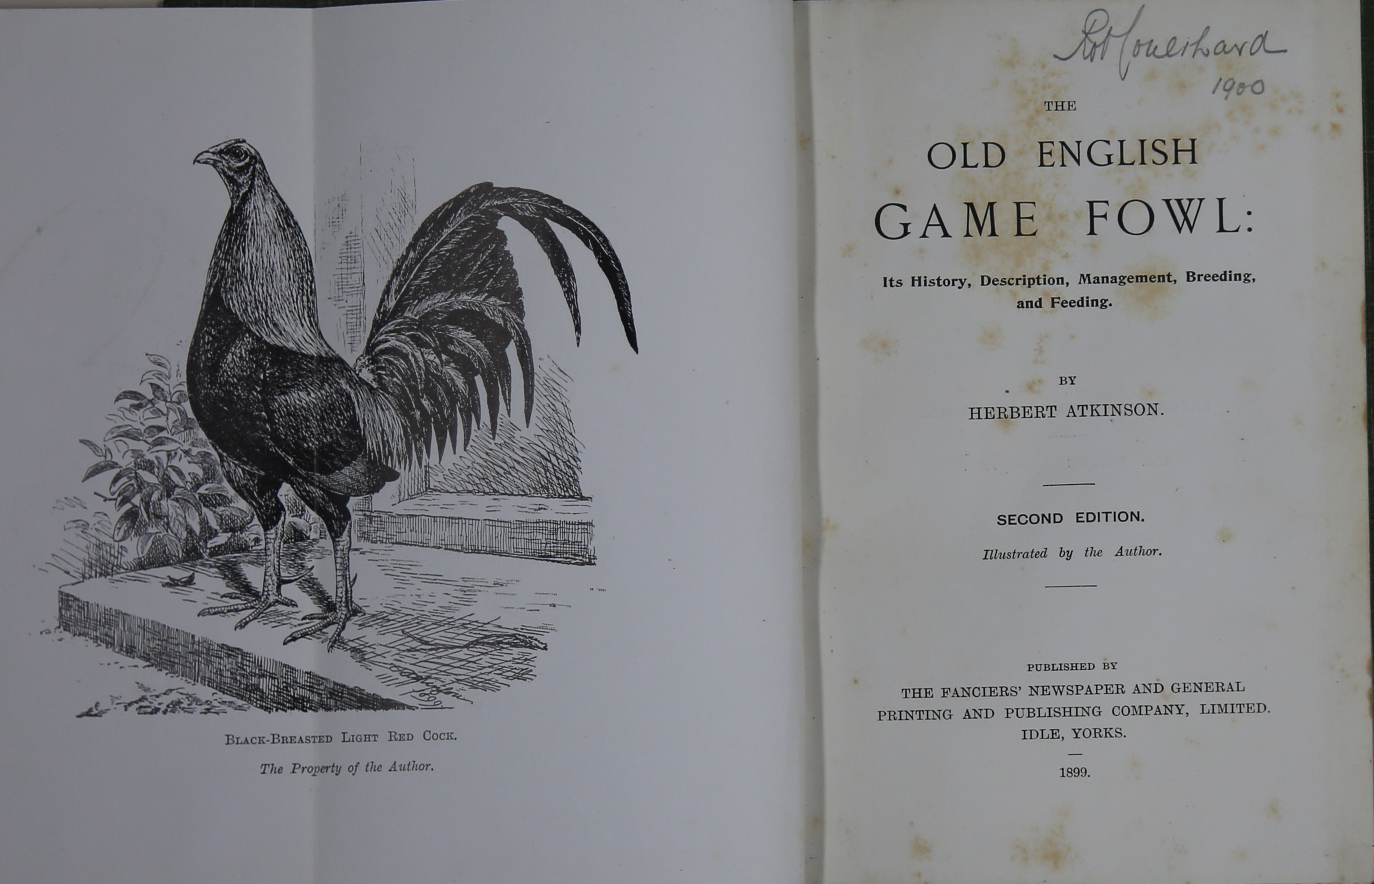 BLACK-BREASTED LIGHT RED COCK.
The Property of the Author.
1900
THE
OLD ENGLISH
GAME FOWL:
Its History, Description, Management, Breeding,
and Feeding.
BY
HERBERT ATKINSON.
SECOND EDITION.
Illustrated by the Author.
PUBLISHED BY
THE FANCIERS' NEWSPAPER AND GENERAL
PRINTING AND PUBLISHING COMPANY, LIMITED.
IDLE, YORKS.
1899.